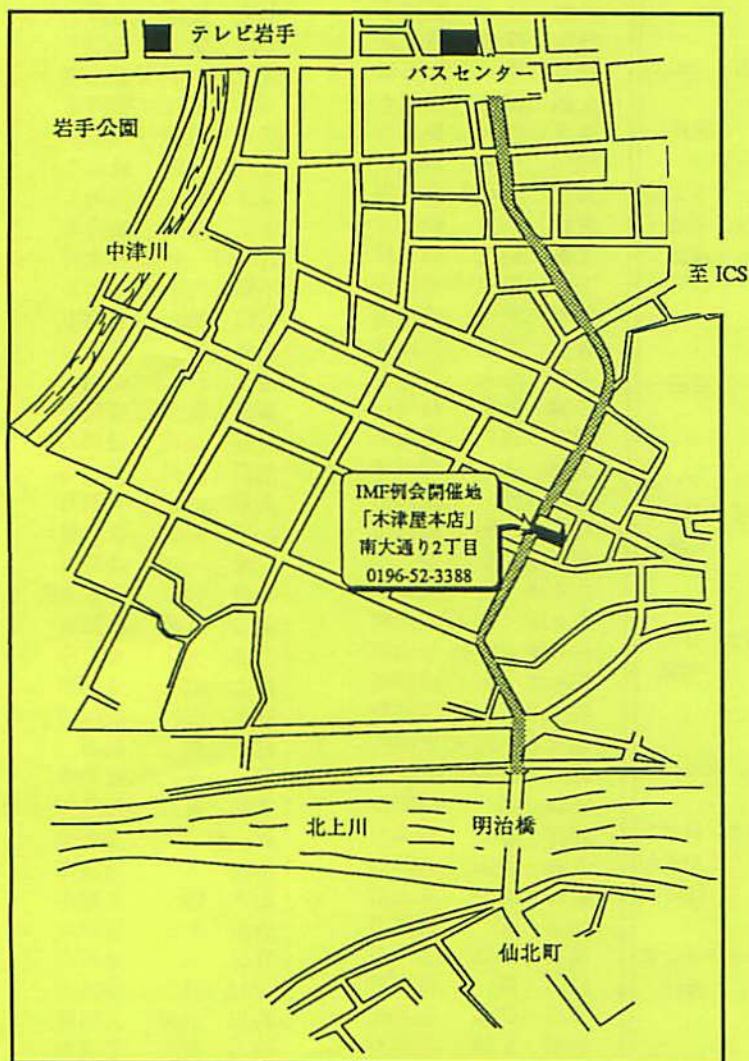 テレビ岩手
バスセンター
岩手公園
中津川
至 ICS
IMF例会開催地
「木津屋本店」
南大通り2丁目
0196-52-3388
北上川
明治橋
仙北町